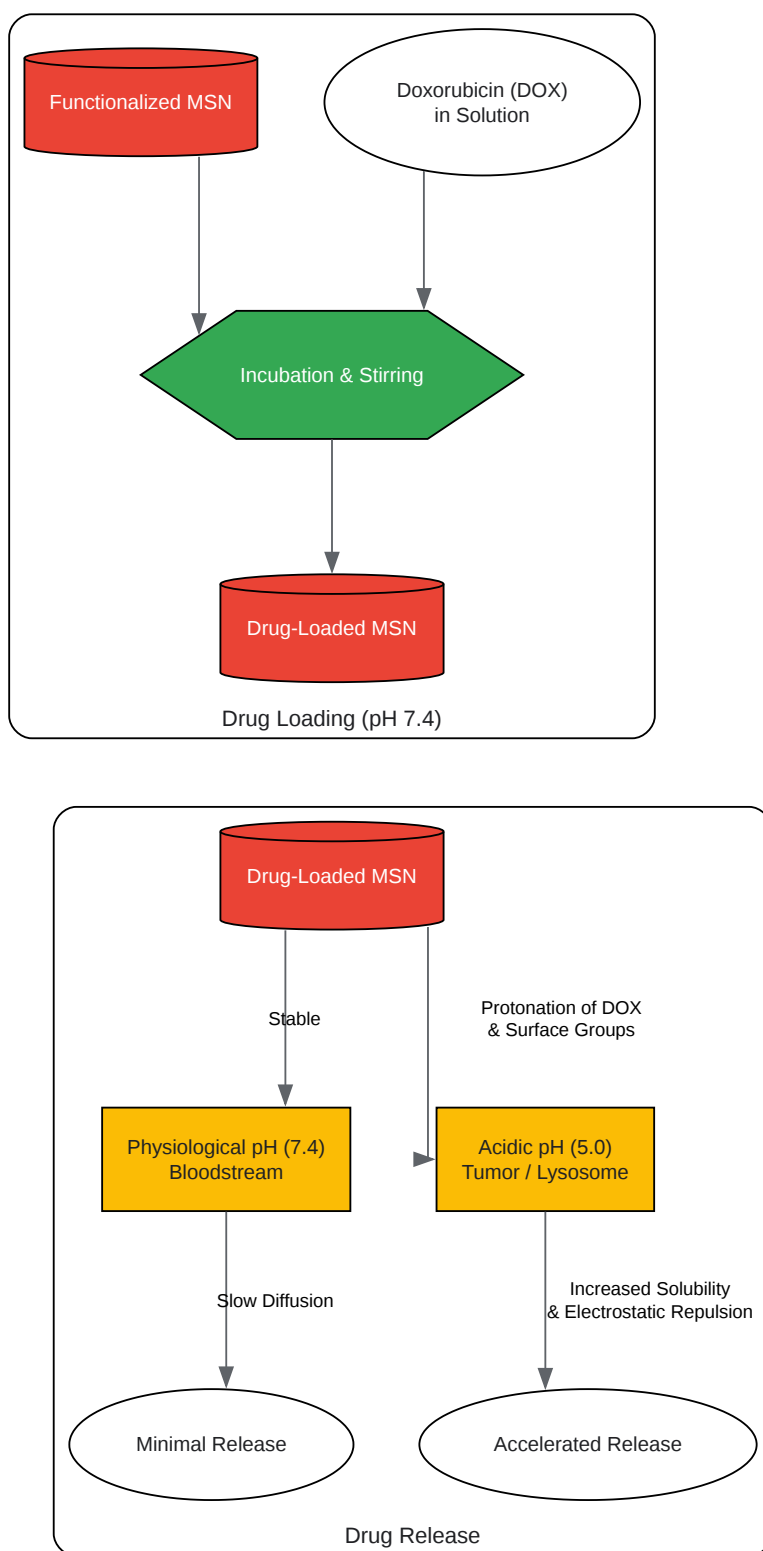 Functionalized MSN
Doxorubicin (DOX)
in Solution
Incubation & Stirring
Drug-Loaded MSN
Drug Loading (pH 7.4)
Drug-Loaded MSN
Stable
Protonation of DOX
& Surface Groups
Physiological pH (7.4)
Bloodstream
Acidic pH (5.0)
Tumor / Lysosome
Slow Diffusion
Increased Solubility
& Electrostatic Repulsion
Minimal Release
Accelerated Release
Drug Release